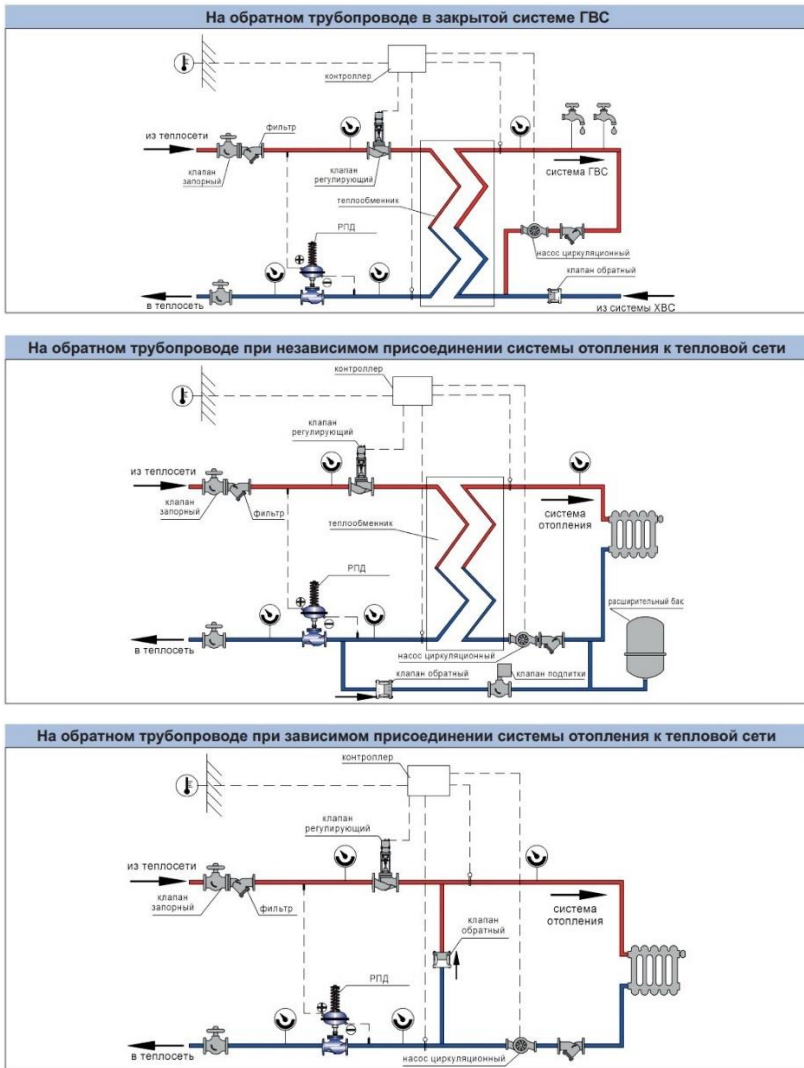 На обратном трубопроводе в закрытой системе ГВС
контроллер
фильтр
из теплосети
клапан
запорный
клапан
регулирующий
система ГВС
теплообменник
РПД
насос циркуляционный
клапан обратный
в теплосеть
из системы ХВС
На обратном трубопроводе при независимом присоединении системы отопления к тепловой сети
контроллер
клапан
регулирующий
из теплосети
клапан
запорный
фильтр
система
отопления
теплообменник
РПД
расширительный бак
в теплосеть
насос циркуляционный
клапан обратный
клапан подпитки
На обратном трубопроводе при зависимом присоединении системы отопления к тепловой сети
контроллер
клапан
регулирующий
из теплосети
клапан
запорный
фильтр
система
отопления
клапан
обратный
РПД
в теплосеть
насос циркуляционный